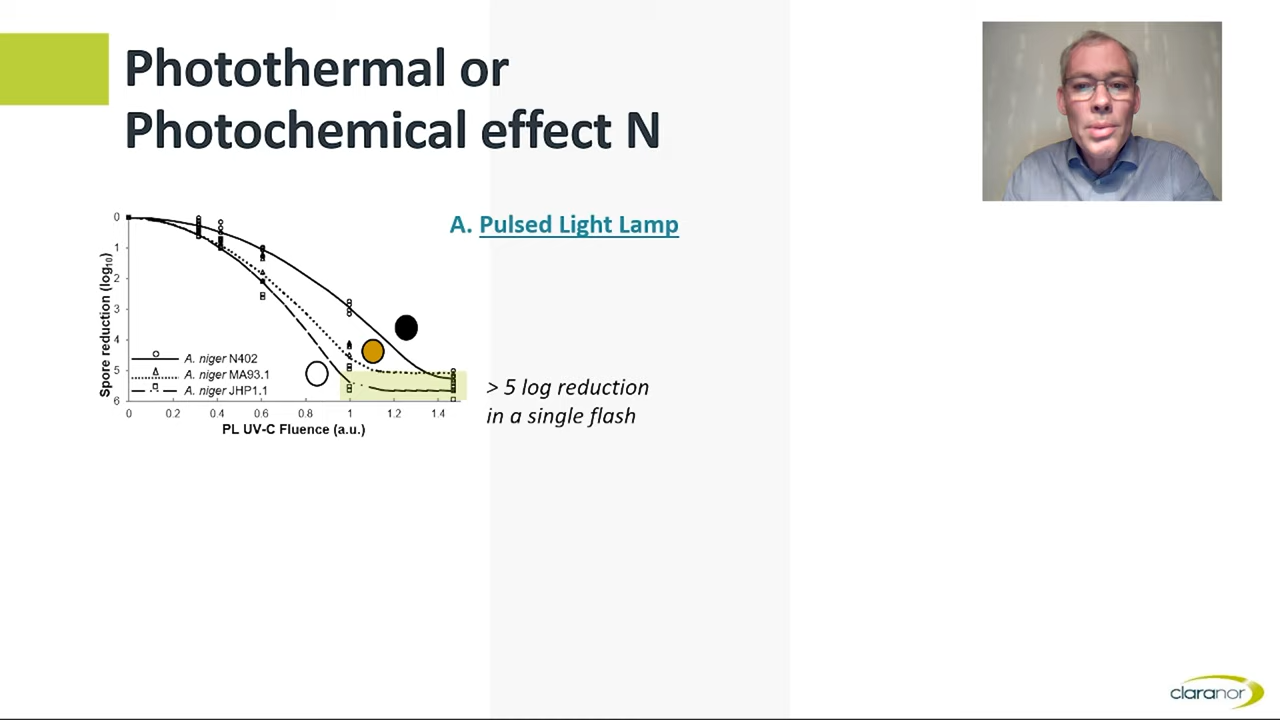 Photothermal or
Photochemical effect N
A. Pulsed Light Lamp
0
1
2
3
4
5
6
Spore reduction (log10)
A. niger N402
A. niger MA93.1
A. niger JHP1.1
0
0.2
0.4
0.6
0.8
1
1.2
1.4
PL UV-C Fluence (a.u.)
> 5 log reduction
in a single flash
claranor